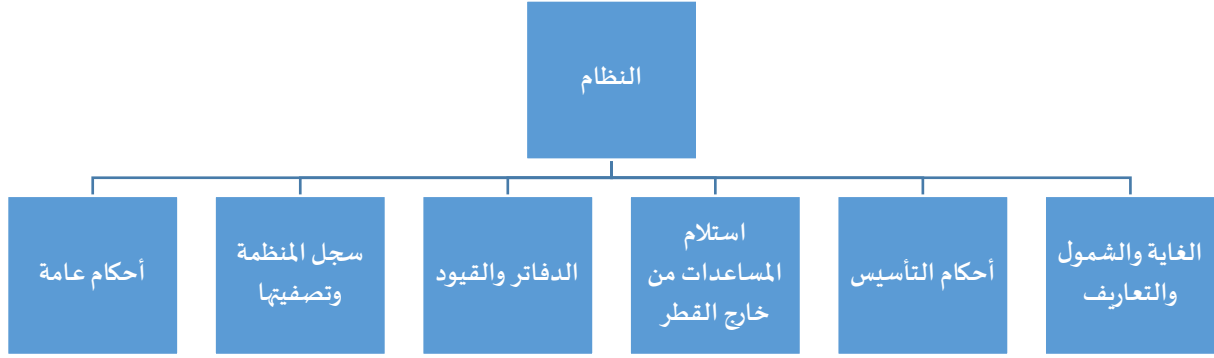 النظام
الغاية والشمول
والتعاريف
أحكام التأسيس
استلام
المساعدات من
خارج القطر
الدفاتر والقيود
سجل المنظمة
وتصفيتها
أحكام عامة